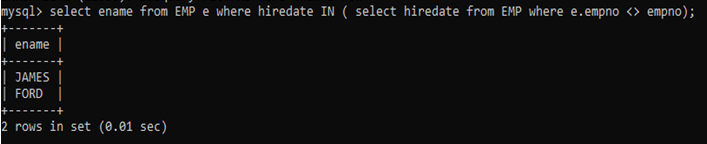 mysql> select ename from EMP e where hiredate IN ( select hiredate from EMP where e.empno <> empno);
+-------+
| ename |
+-------+
| JAMES |
| FORD  |
+-------+
2 rows in set (0.01 sec)